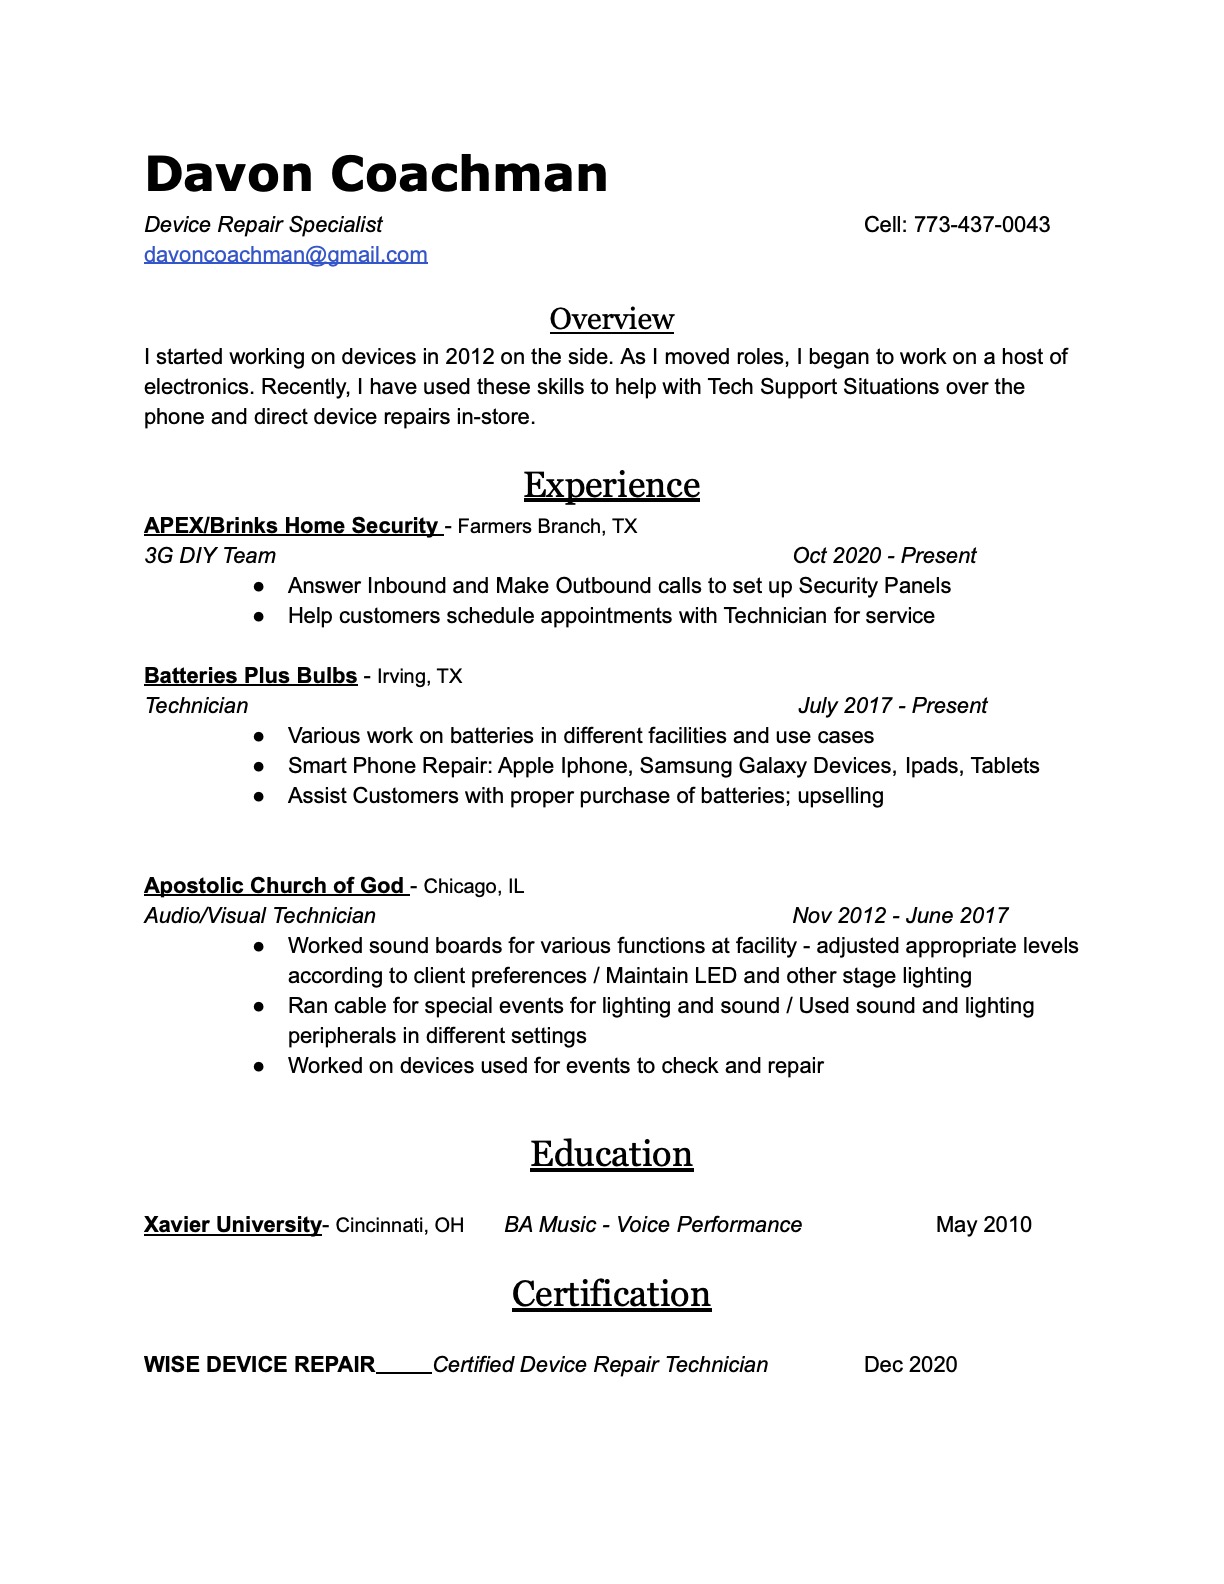 Davon Coachman
Device Repair Specialist Cell: 773-437-0043
davoncoachman@gmail.com
Overview
I started working on devices in 2012 on the side. As I moved roles, I began to work on a host of
electronics. Recently, I have used these skills to help with Tech Support Situations over the
phone and direct device repairs in-store.
Experience
APEX/Brinks Home Security - Farmers Branch, TX
3G DIY Team Oct 2020 - Present
● Answer Inbound and Make Outbound calls to set up Security Panels
● Help customers schedule appointments with Technician for service
Batteries Plus Bulbs - Irving, TX
Technician July 2017 - Present
● Various work on batteries in different facilities and use cases
● Smart Phone Repair: Apple Iphone, Samsung Galaxy Devices, Ipads, Tablets
● Assist Customers with proper purchase of batteries; upselling
Apostolic Church of God - Chicago, IL
Audio/Visual Technician Nov 2012 - June 2017
● Worked sound boards for various functions at facility - adjusted appropriate levels
according to client preferences / Maintain LED and other stage lighting
● Ran cable for special events for lighting and sound / Used sound and lighting
peripherals in different settings
● Worked on devices used for events to check and repair
Education
Xavier University- Cincinnati, OH BA Music - Voice Performance May 2010
Certification
WISE DEVICE REPAIR_____Certified Device Repair Technician Dec 2020